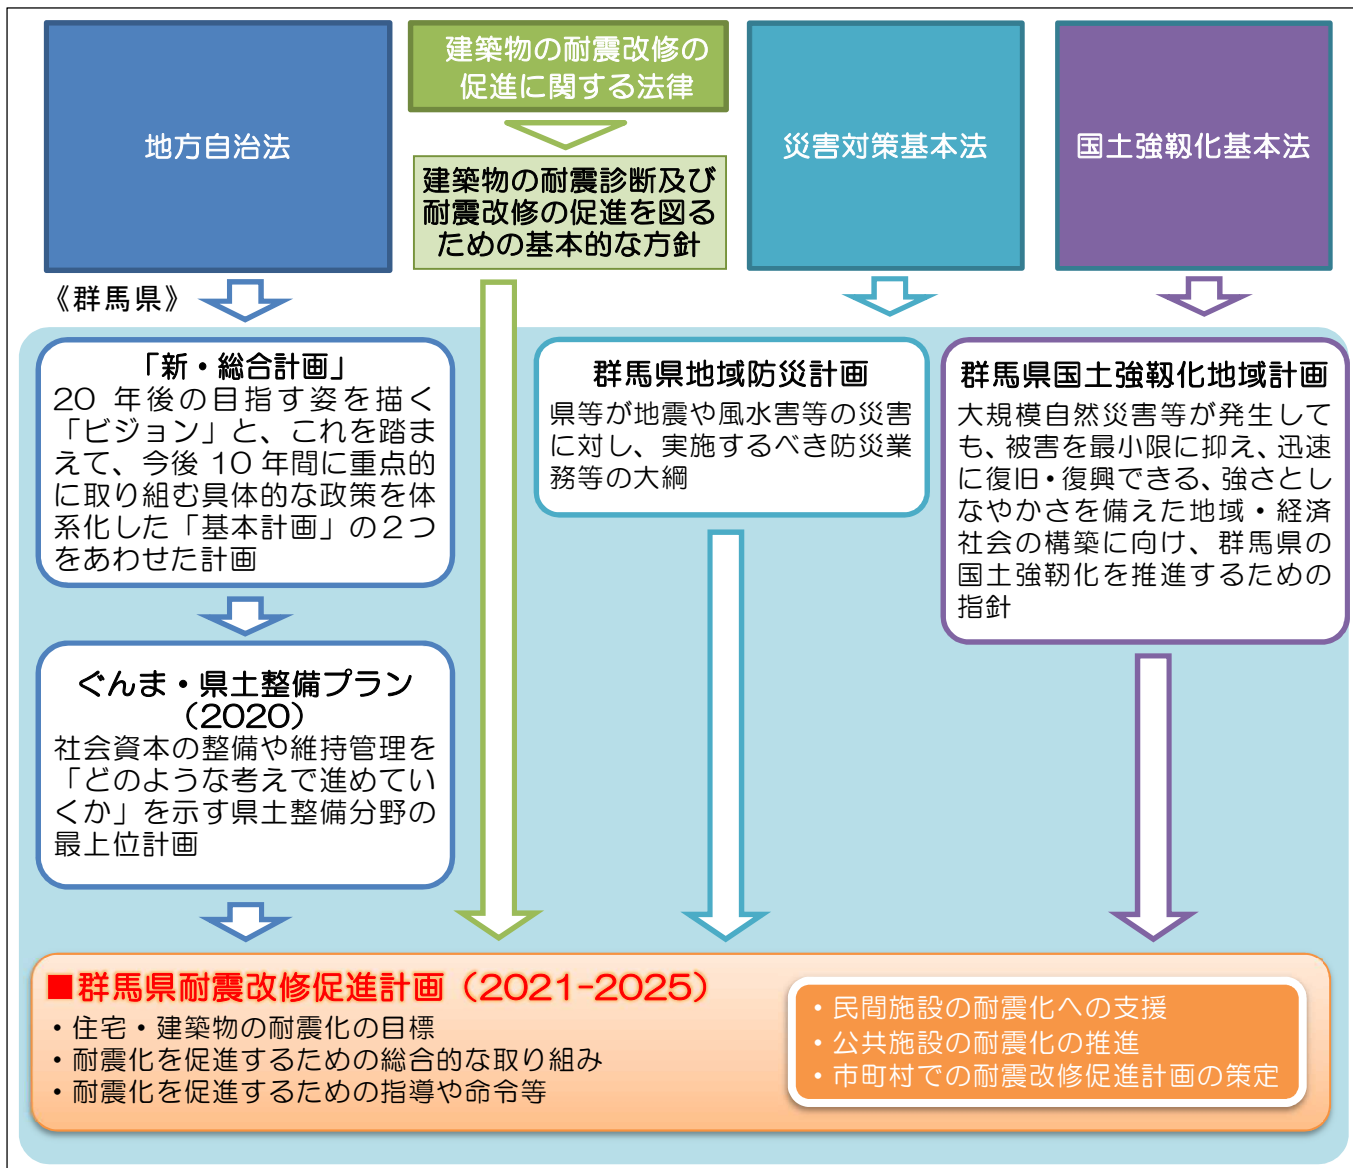 地方自治法
建築物の耐震改修の
促進に関する法律
建築物の耐震診断及び
耐震改修の促進を図る
ための基本的な方針
災害対策基本法
国土強靱化基本法
《群馬県》
「新・総合計画」
20 年後の目指す姿を描く
「ビジョン」と、これを踏ま
えて、今後 10 年間に重点的
に取り組む具体的な政策を体
系化した「基本計画」の２つ
をあわせた計画
ぐんま・県土整備プラン
（2020）
社会資本の整備や維持管理を
「どのような考えで進めてい
くか」を示す県土整備分野の
最上位計画
群馬県地域防災計画
県等が地震や風水害等の災害
に対し、実施するべき防災業
務等の大綱
群馬県国土強靱化地域計画
大規模自然災害等が発生して
も、被害を最小限に抑え、迅速
に復旧・復興できる、強さとし
なやかさを備えた地域・経済
社会の構築に向け、群馬県の
国土強靱化を推進するための
指針
■群馬県耐震改修促進計画（2021-2025）
・住宅・建築物の耐震化の目標
・耐震化を促進するための総合的な取り組み
・耐震化を促進するための指導や命令等
・民間施設の耐震化への支援
・公共施設の耐震化の推進
・市町村での耐震改修促進計画の策定